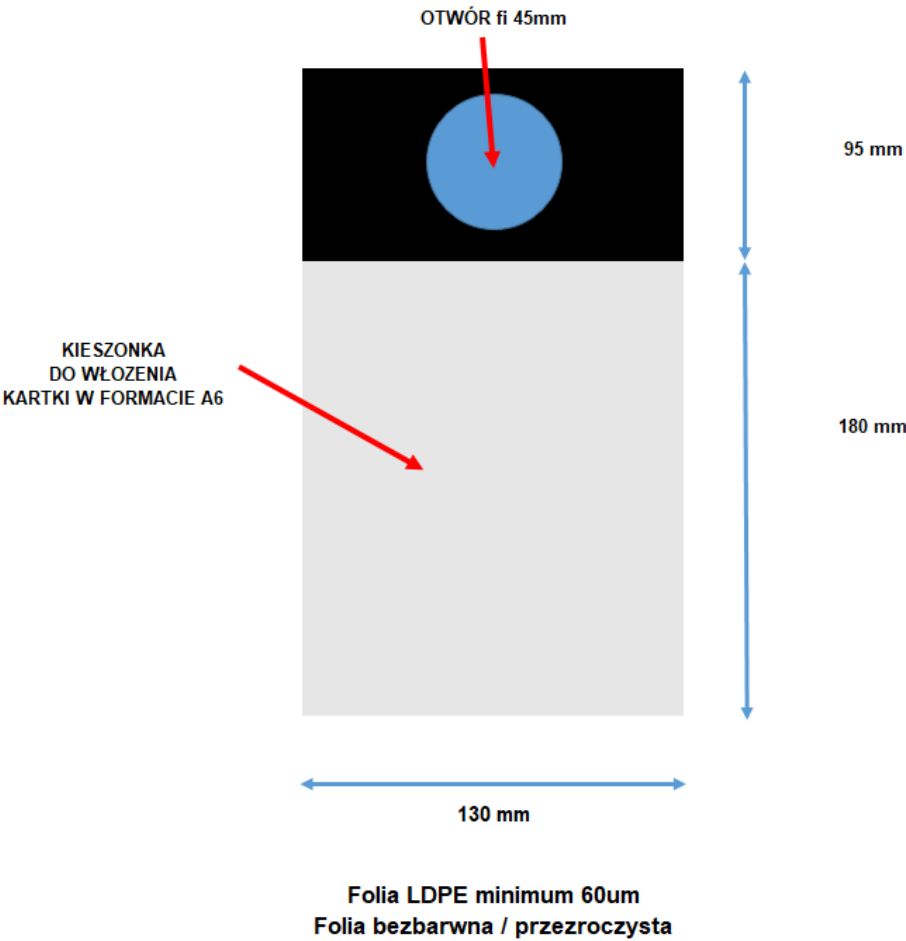 OTWÓR fi 45mm
95 mm
KIESZONKA
DO WŁOZENIA
KARTKI W FORMACIE A6
180 mm
130 mm
Folia LDPE minimum 60um
Folia bezbarwna / przezroczysta